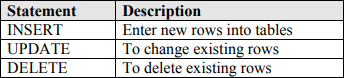 Statement Description
INSERT Enter new rows into tables
UPDATE To change existing rows
DELETE To delete existing rows